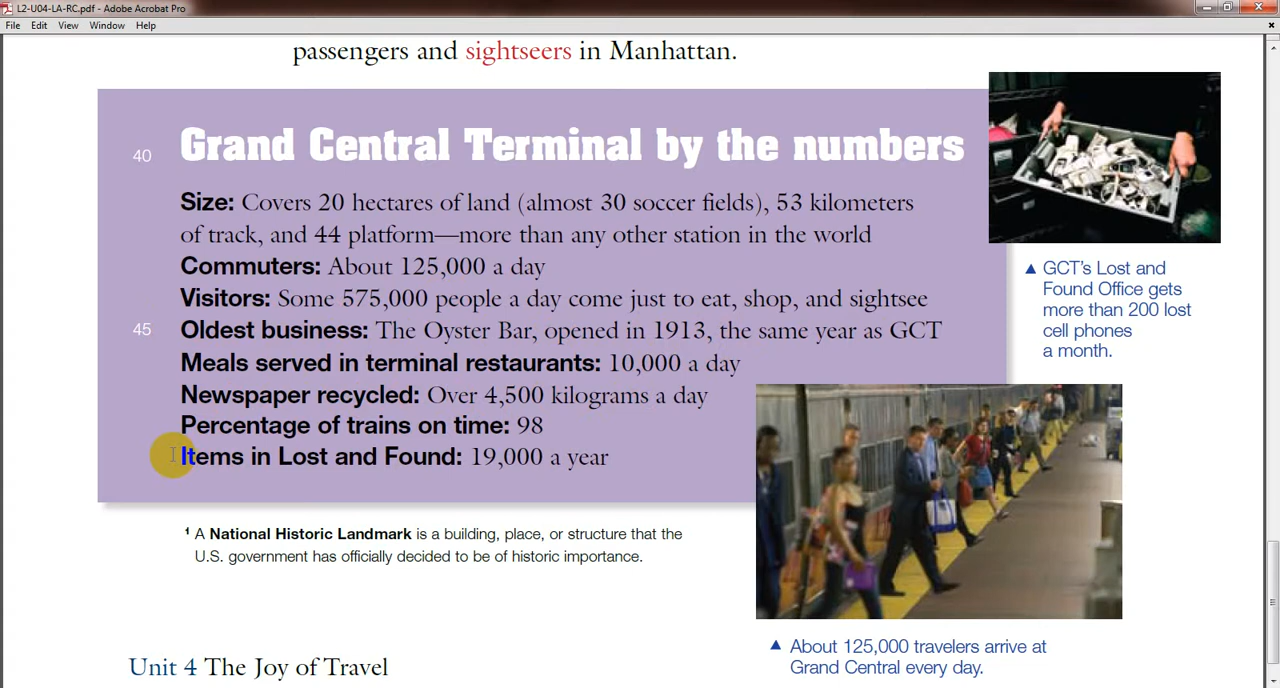 L2-U04-LA-RC.pdf - Adobe Acrobat Pro
File Edit View Window Help
passengers and sightseers in Manhattan.
40 Grand Central Terminal by the numbers
Size: Covers 20 hectares of land (almost 30 soccer fields), 53 kilometers
of track, and 44 platform—more than any other station in the world
Commuters: About 125,000 a day
Visitors: Some 575,000 people a day come just to eat, shop, and sightsee
45 Oldest business: The Oyster Bar, opened in 1913, the same year as GCT
Meals served in terminal restaurants: 10,000 a day
Newspaper recycled: Over 4,500 kilograms a day
Percentage of trains on time: 98
Items in Lost and Found: 19,000 a year
▲ GCT's Lost and
Found Office gets
more than 200 lost
cell phones
a month.
¹ A National Historic Landmark is a building, place, or structure that the
U.S. government has officially decided to be of historic importance.
▲ About 125,000 travelers arrive at
Grand Central every day.
Unit 4 The Joy of Travel